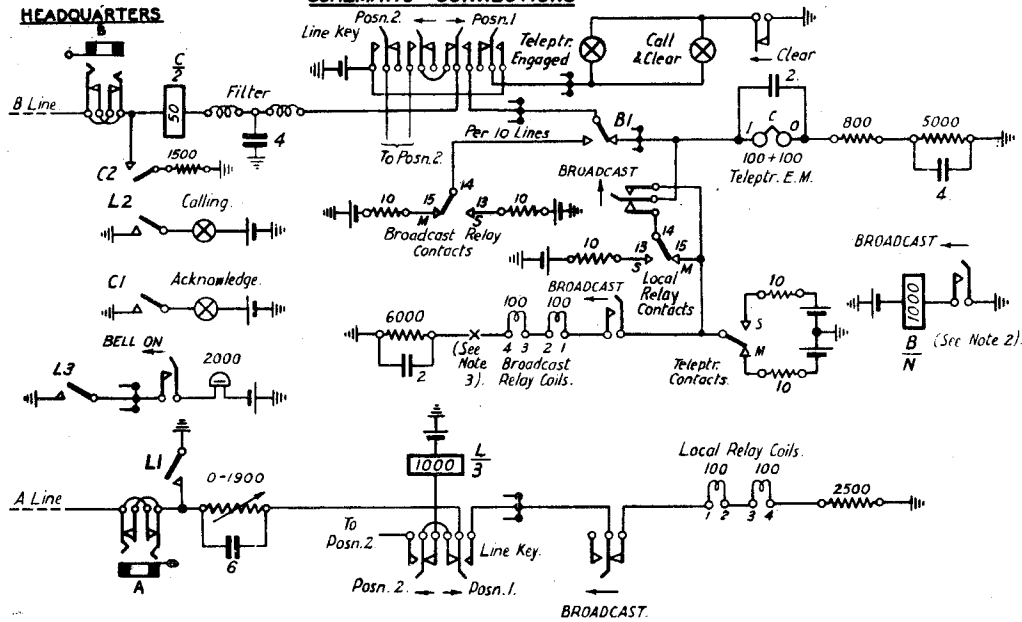 HEADQUARTERS
SCHEMATIC CONNECTIONS
B
Posn. 2.
Posn. 1
Line Key
Teleptr. Engaged
Call & Clear
Clear
C
2
50
Filter
B Line
4
B1
2.
I
C
O
100 + 100
Teleptr. E.M.
800
5000
4
Per 10 Lines
To Posn. 2.
C2
1500
BROADCAST
14
10
15
13
10
M
S
Broadcast Relay
Contacts
L2
Calling.
14
10
13
15
S
M
Local
Relay
Contacts
BROADCAST
10
S
M
10
Teleptr.
Contacts.
1000
B
N
(See Note 2).
C1
Acknowledge.
6000
2
(See
Note
3).
100
100
4 3 2 1
Broadcast
Relay Coils.
BROADCAST
BELL ON
L3
2000
L1
0-1900
A Line
6
A
1000
L
3
To
Posn. 2
Line Key.
Posn. 2.
Posn. 1.
BROADCAST.
Local Relay Coils.
100
100
1 2 3 4
2500